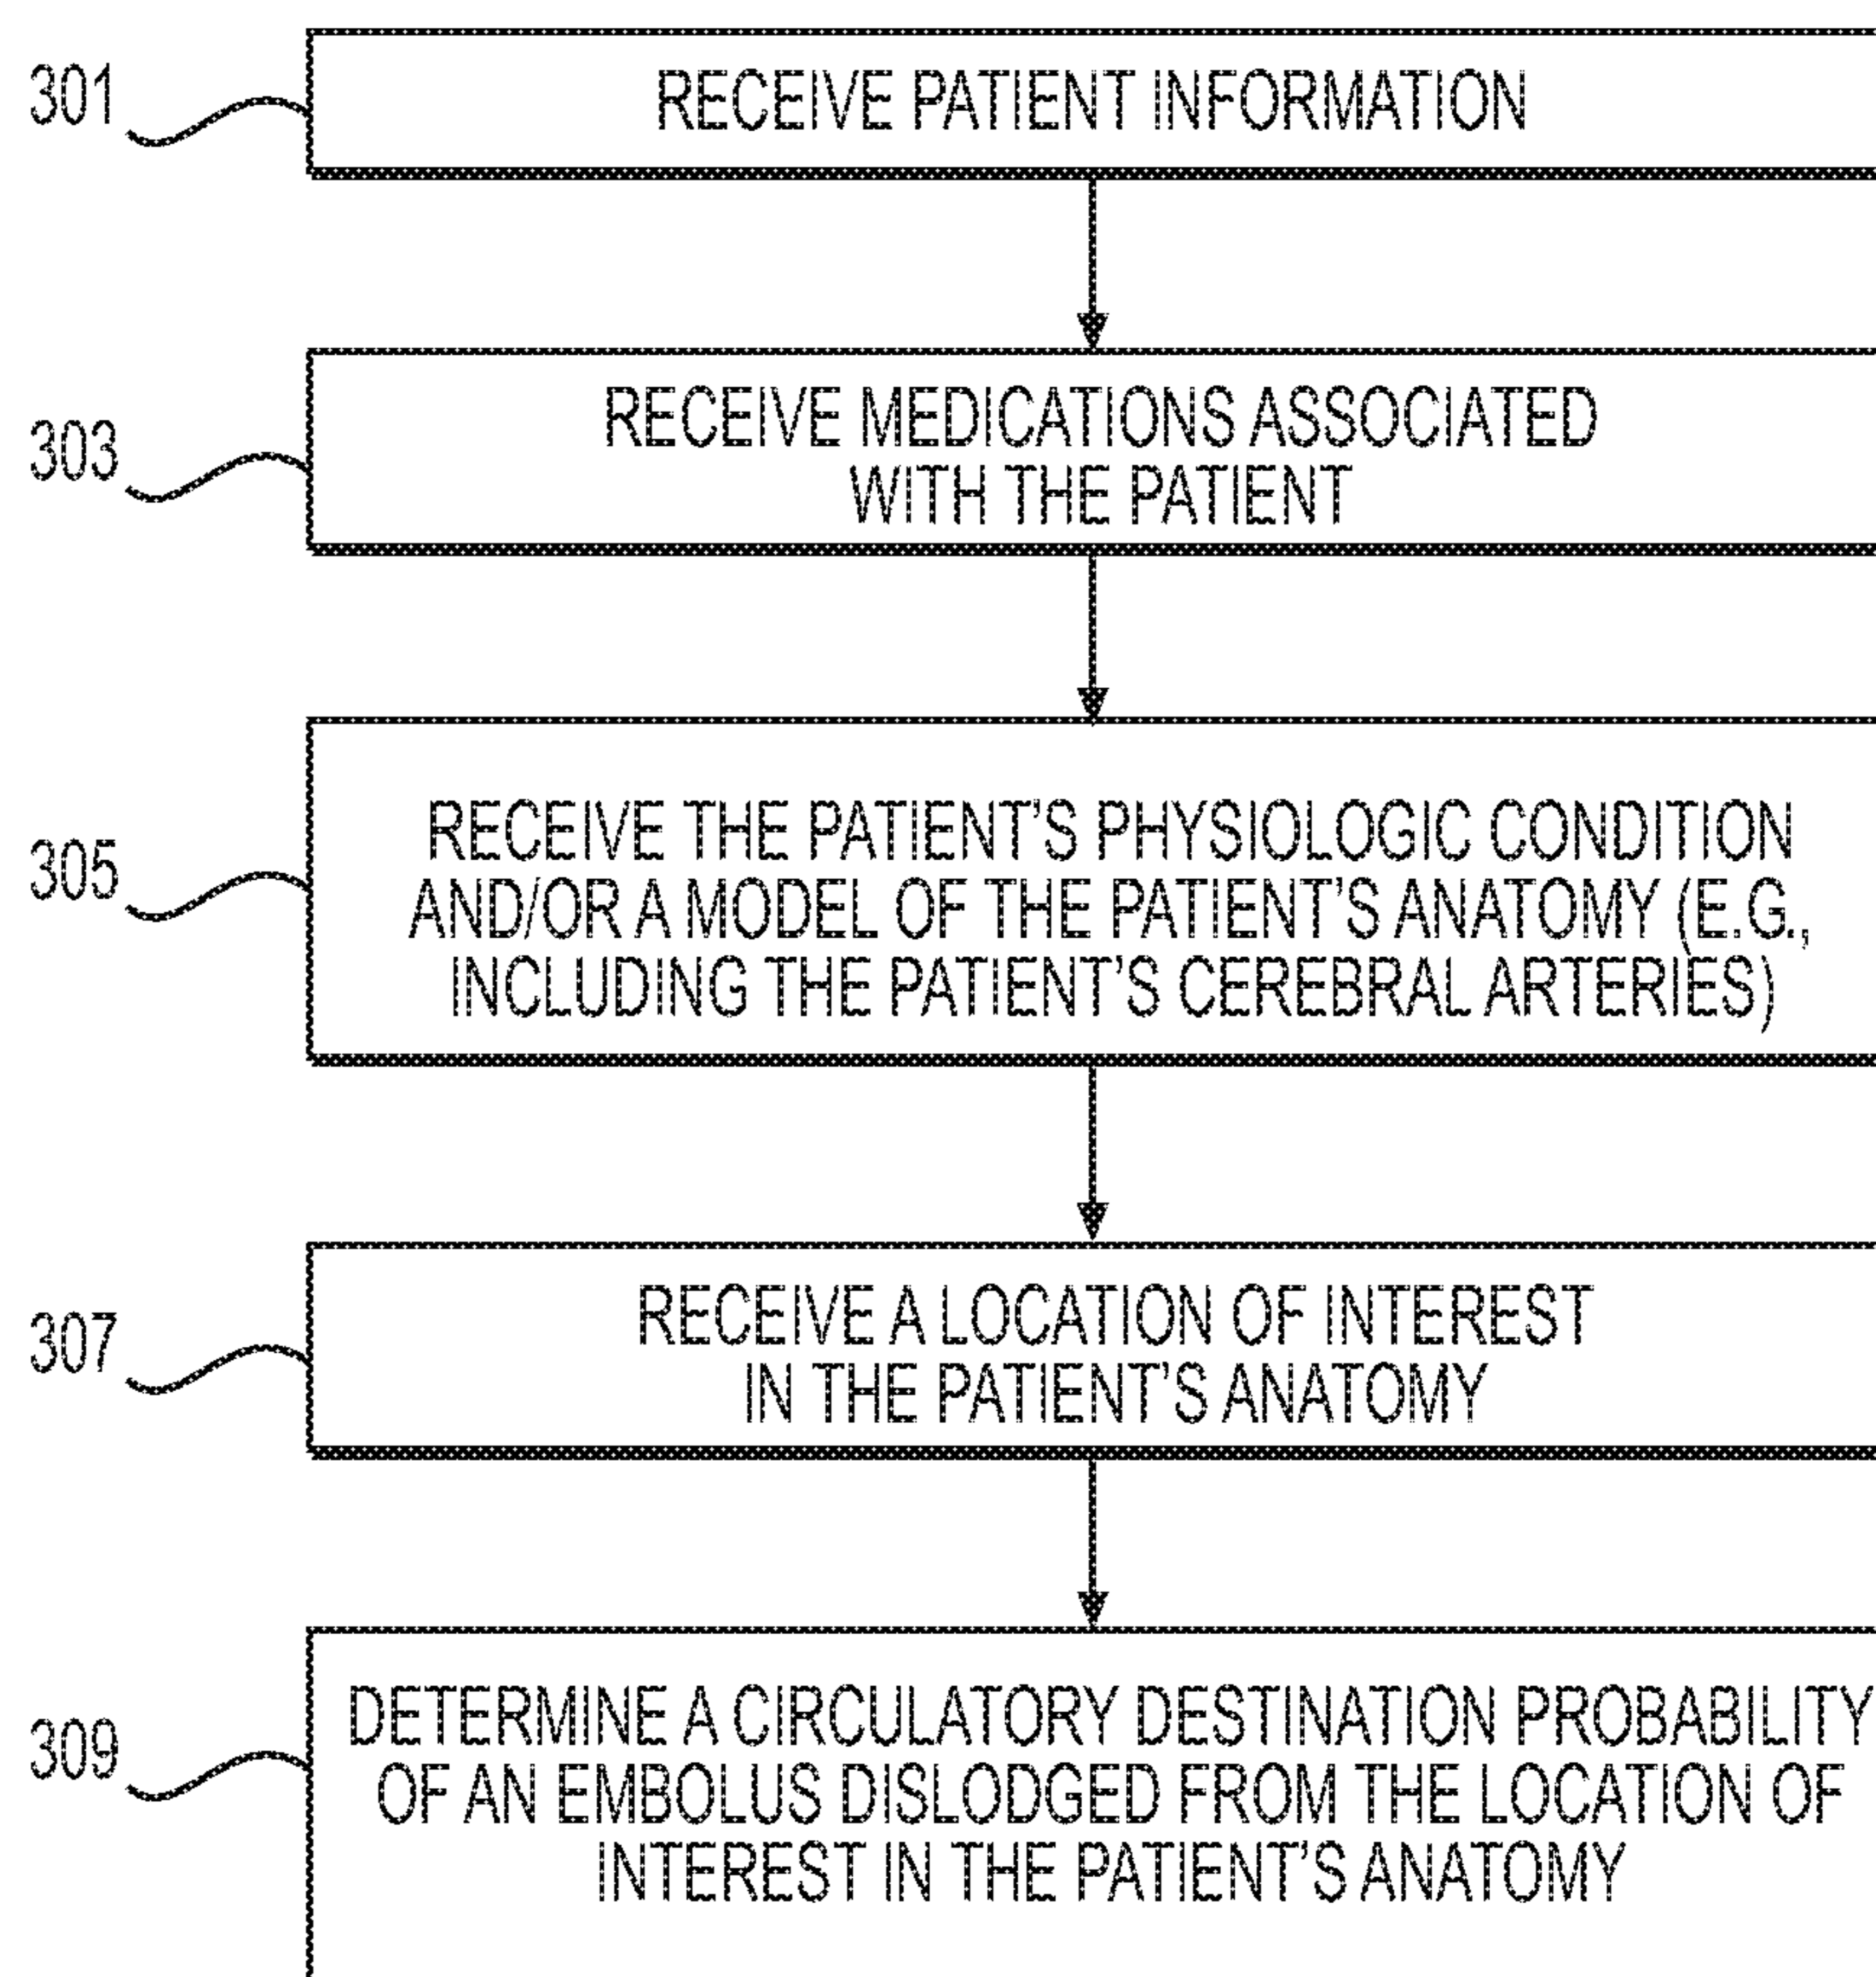 301
RECEIVE PATIENT INFORMATION
303
RECEIVE MEDICATIONS ASSOCIATED
WITH THE PATIENT
305
RECEIVE THE PATIENT'S PHYSIOLOGIC CONDITION
AND/OR A MODEL OF THE PATIENT'S ANATOMY (E.G.,
INCLUDING THE PATIENT'S CEREBRAL ARTERIES)
307
RECEIVE A LOCATION OF INTEREST
IN THE PATIENT'S ANATOMY
309
DETERMINE A CIRCULATORY DESTINATION PROBABILITY
OF AN EMBOLUS DISLODGED FROM THE LOCATION OF
INTEREST IN THE PATIENT'S ANATOMY